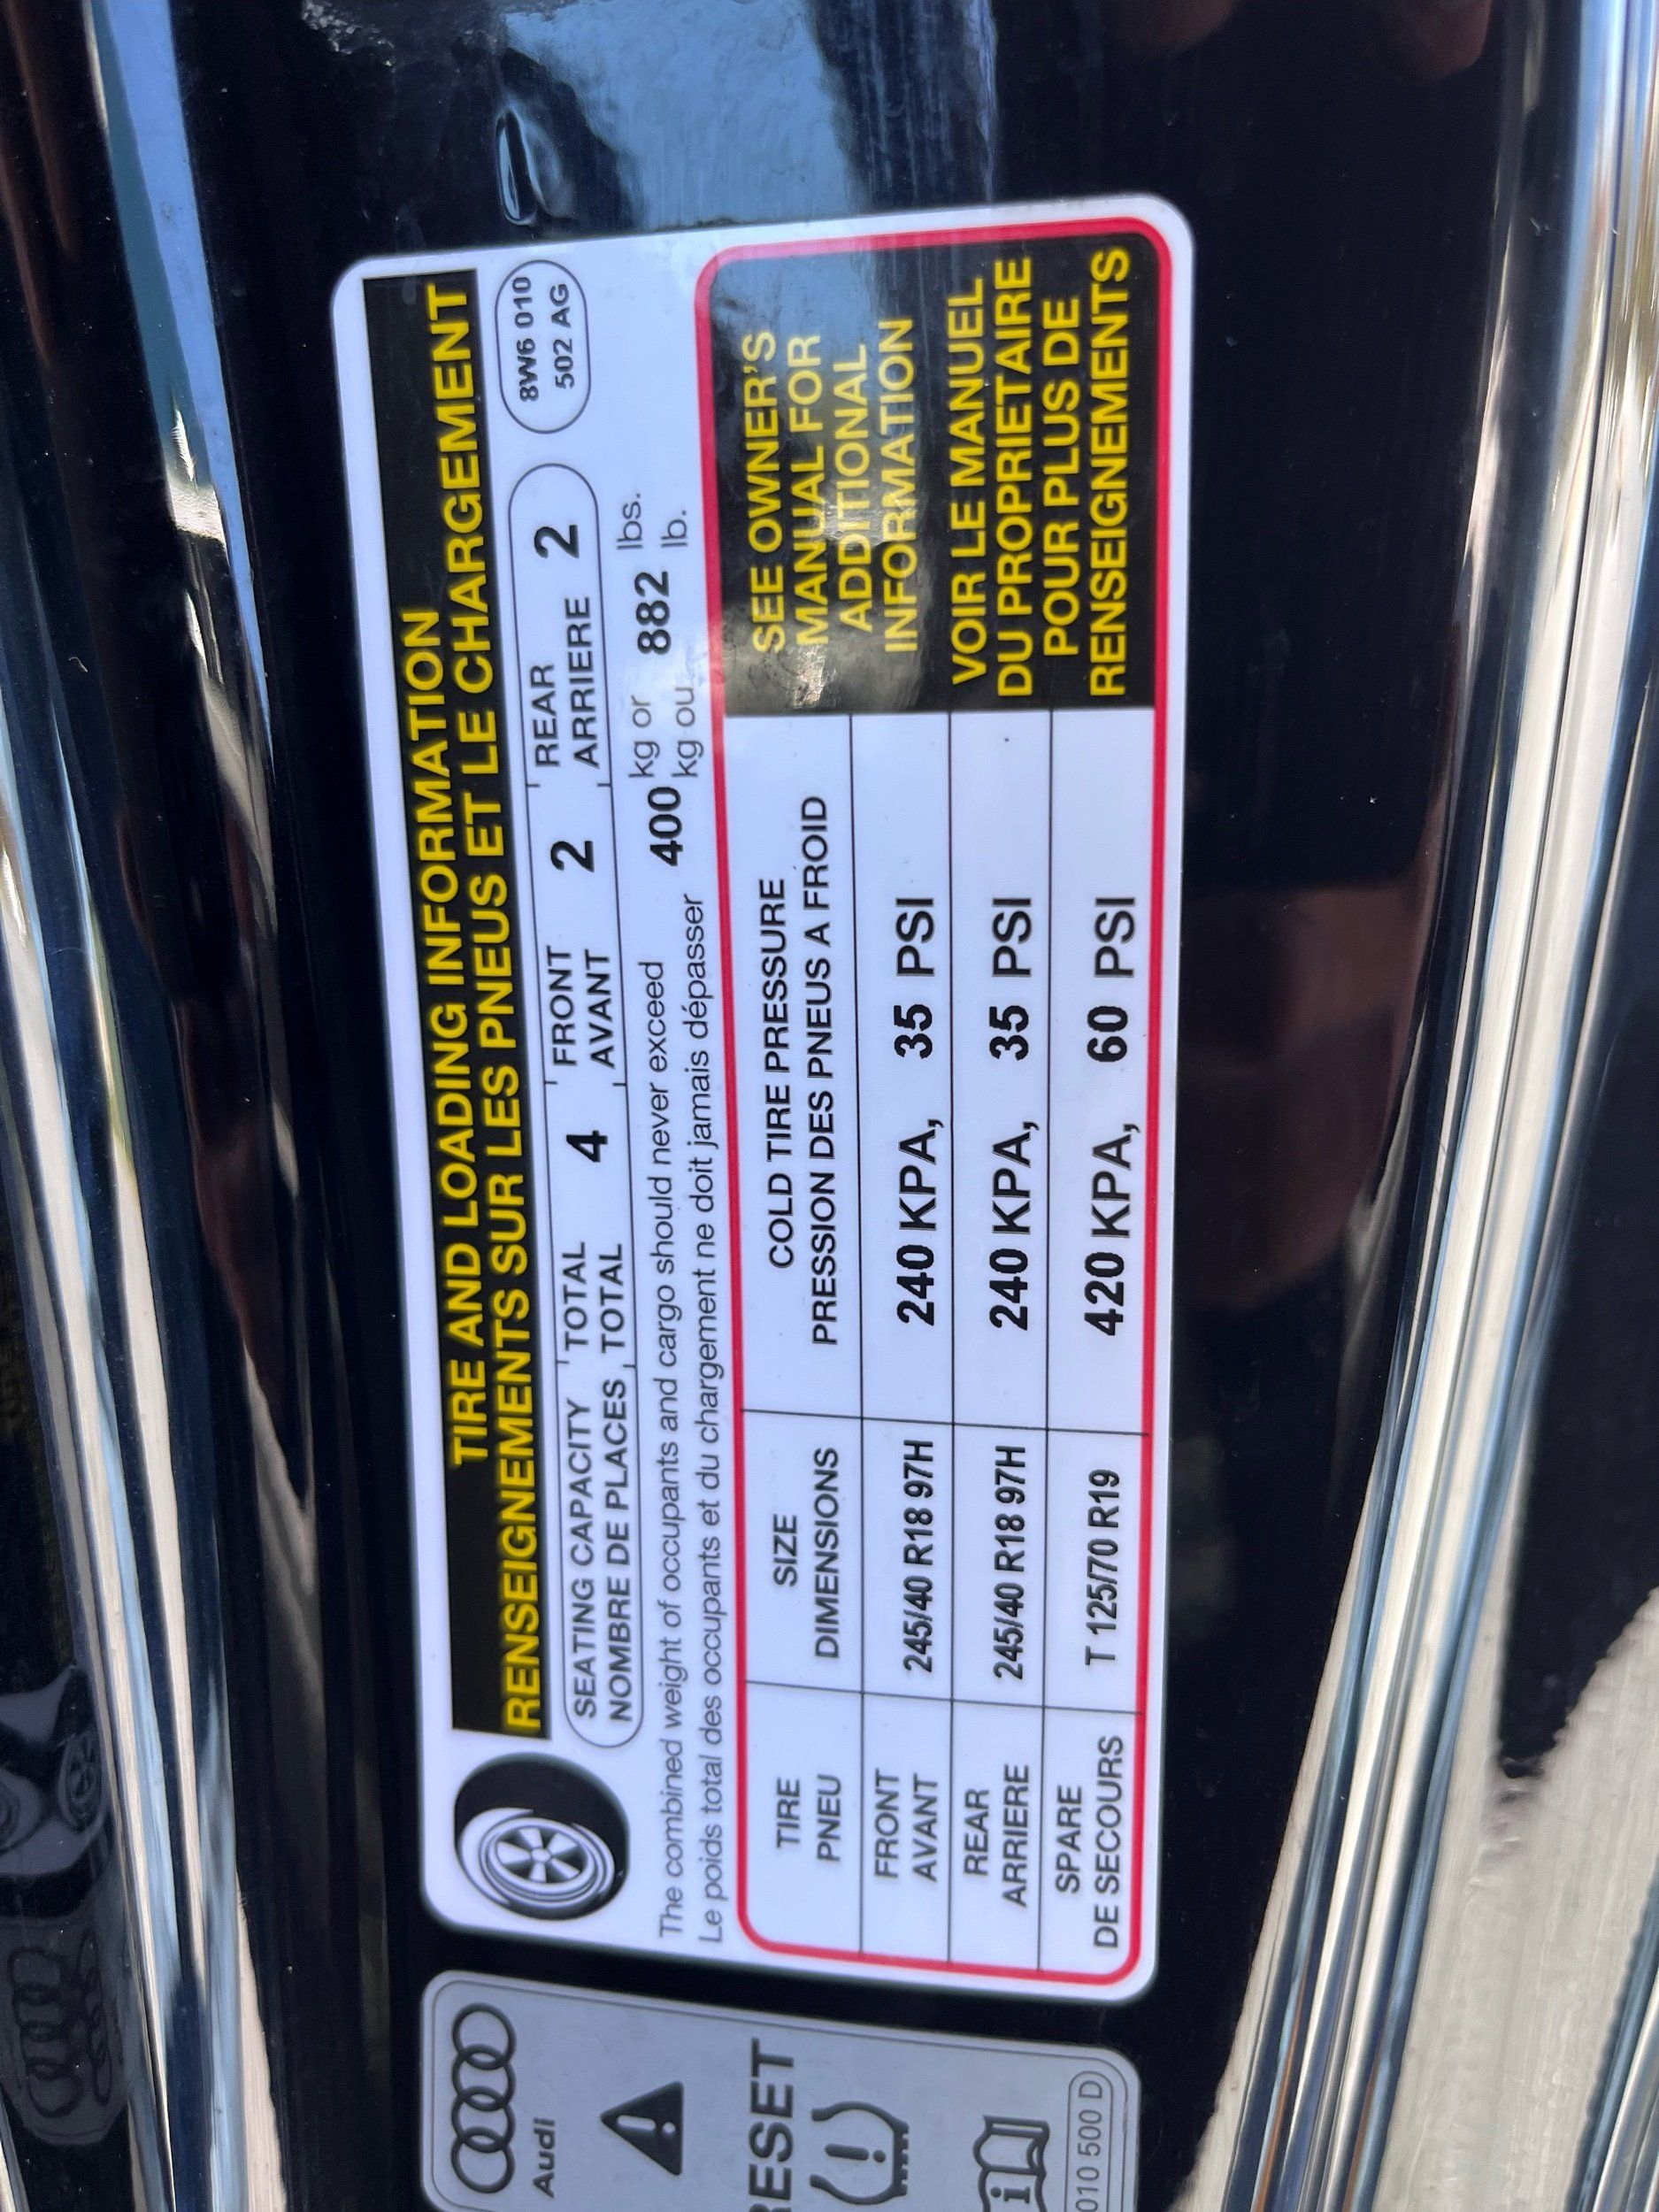 TIRE AND LOADING INFORMATION
RENSEIGNEMENTS SUR LES PNEUS ET LE CHARGEMENT
SEATING CAPACITY TOTAL 4 FRONT 2 REAR 2
NOMBRE DE PLACES TOTAL AVANT ARRIERE
8W6 010
502 AG
The combined weight of occupants and cargo should never exceed 400 kg or 882 lbs.
Le poids total des occupants et du chargement ne doit jamais dépasser kg ou lb.
TIRE SIZE COLD TIRE PRESSURE
PNEU DIMENSIONS PRESSION DES PNEUS A FROID
FRONT
AVANT 245/40 R18 97H 240 KPA, 35 PSI
REAR
ARRIERE 245/40 R18 97H 240 KPA, 35 PSI
SPARE
DE SECOURS T 125/70 R19 420 KPA, 60 PSI
SEE OWNER'S
MANUAL FOR
ADDITIONAL
INFORMATION
VOIR LE MANUEL
DU PROPRIETAIRE
POUR PLUS DE
RENSEIGNEMENTS
Audi
RESET
010 500 D